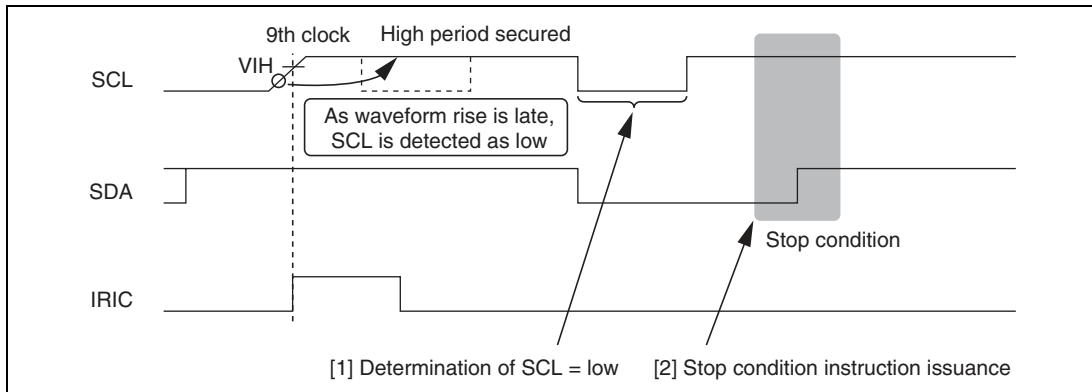 9th clock
High period secured
VIH
SCL
As waveform rise is late,
SCL is detected as low
SDA
Stop condition
IRIC
[1] Determination of SCL = low
[2] Stop condition instruction issuance